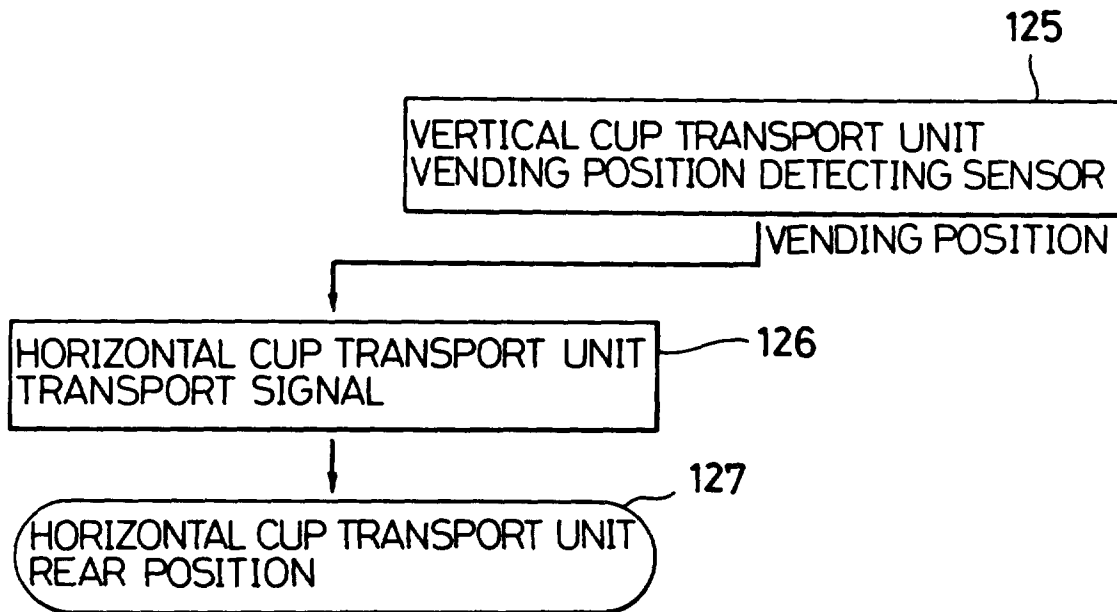 125
VERTICAL CUP TRANSPORT UNIT
VENDING POSITION DETECTING SENSOR
VENDING POSITION
HORIZONTAL CUP TRANSPORT UNIT
TRANSPORT SIGNAL
126
127
HORIZONTAL CUP TRANSPORT UNIT
REAR POSITION